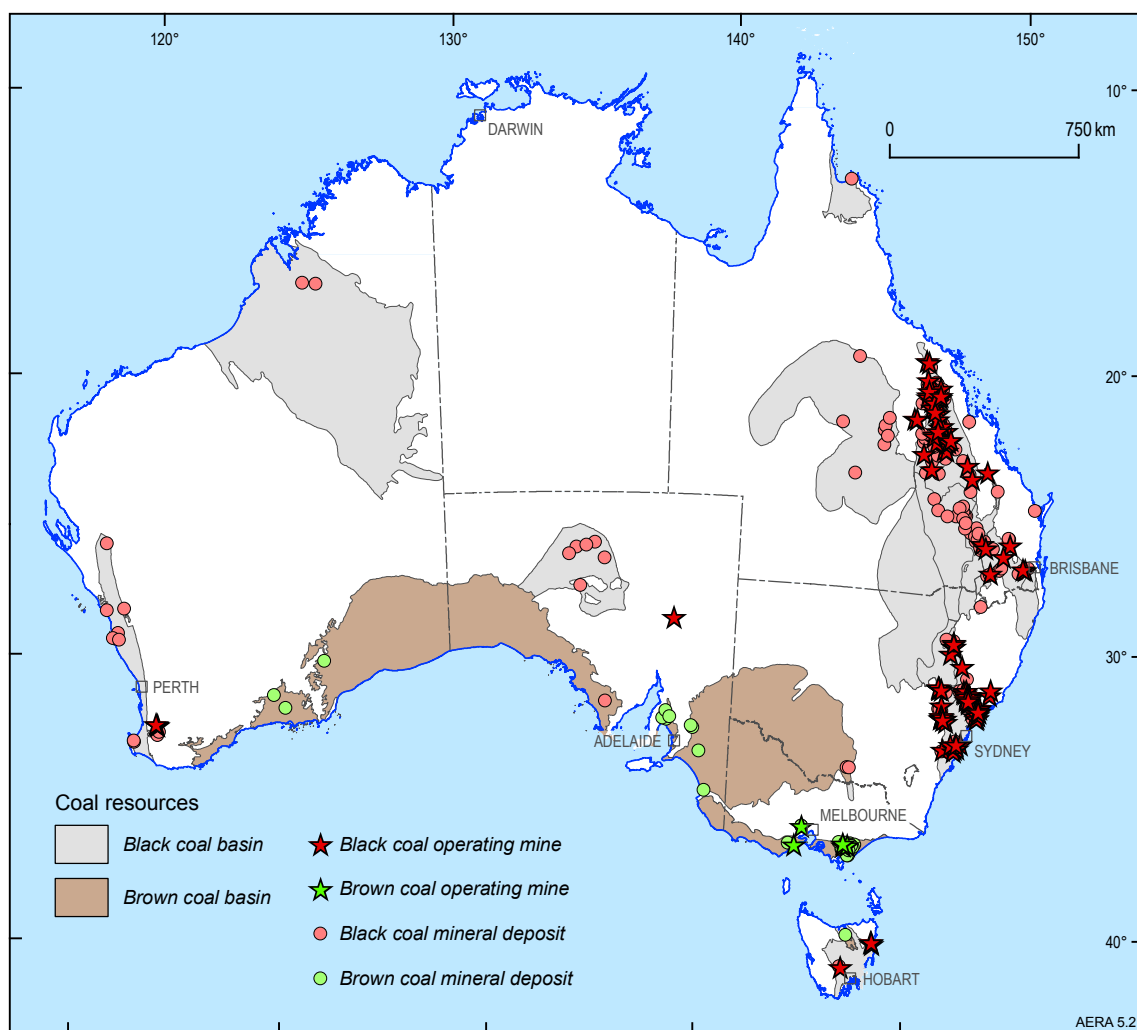 120°
130°
140°
150°
10°
DARWIN
0
750 km
20°
BRISBANE
30°
PERTH
ADELAIDE
SYDNEY
MELBOURNE
Coal resources
Black coal basin
Black coal operating mine
Brown coal basin
Brown coal operating mine
Black coal mineral deposit
40°
Brown coal mineral deposit
HOBART
AERA 5.2